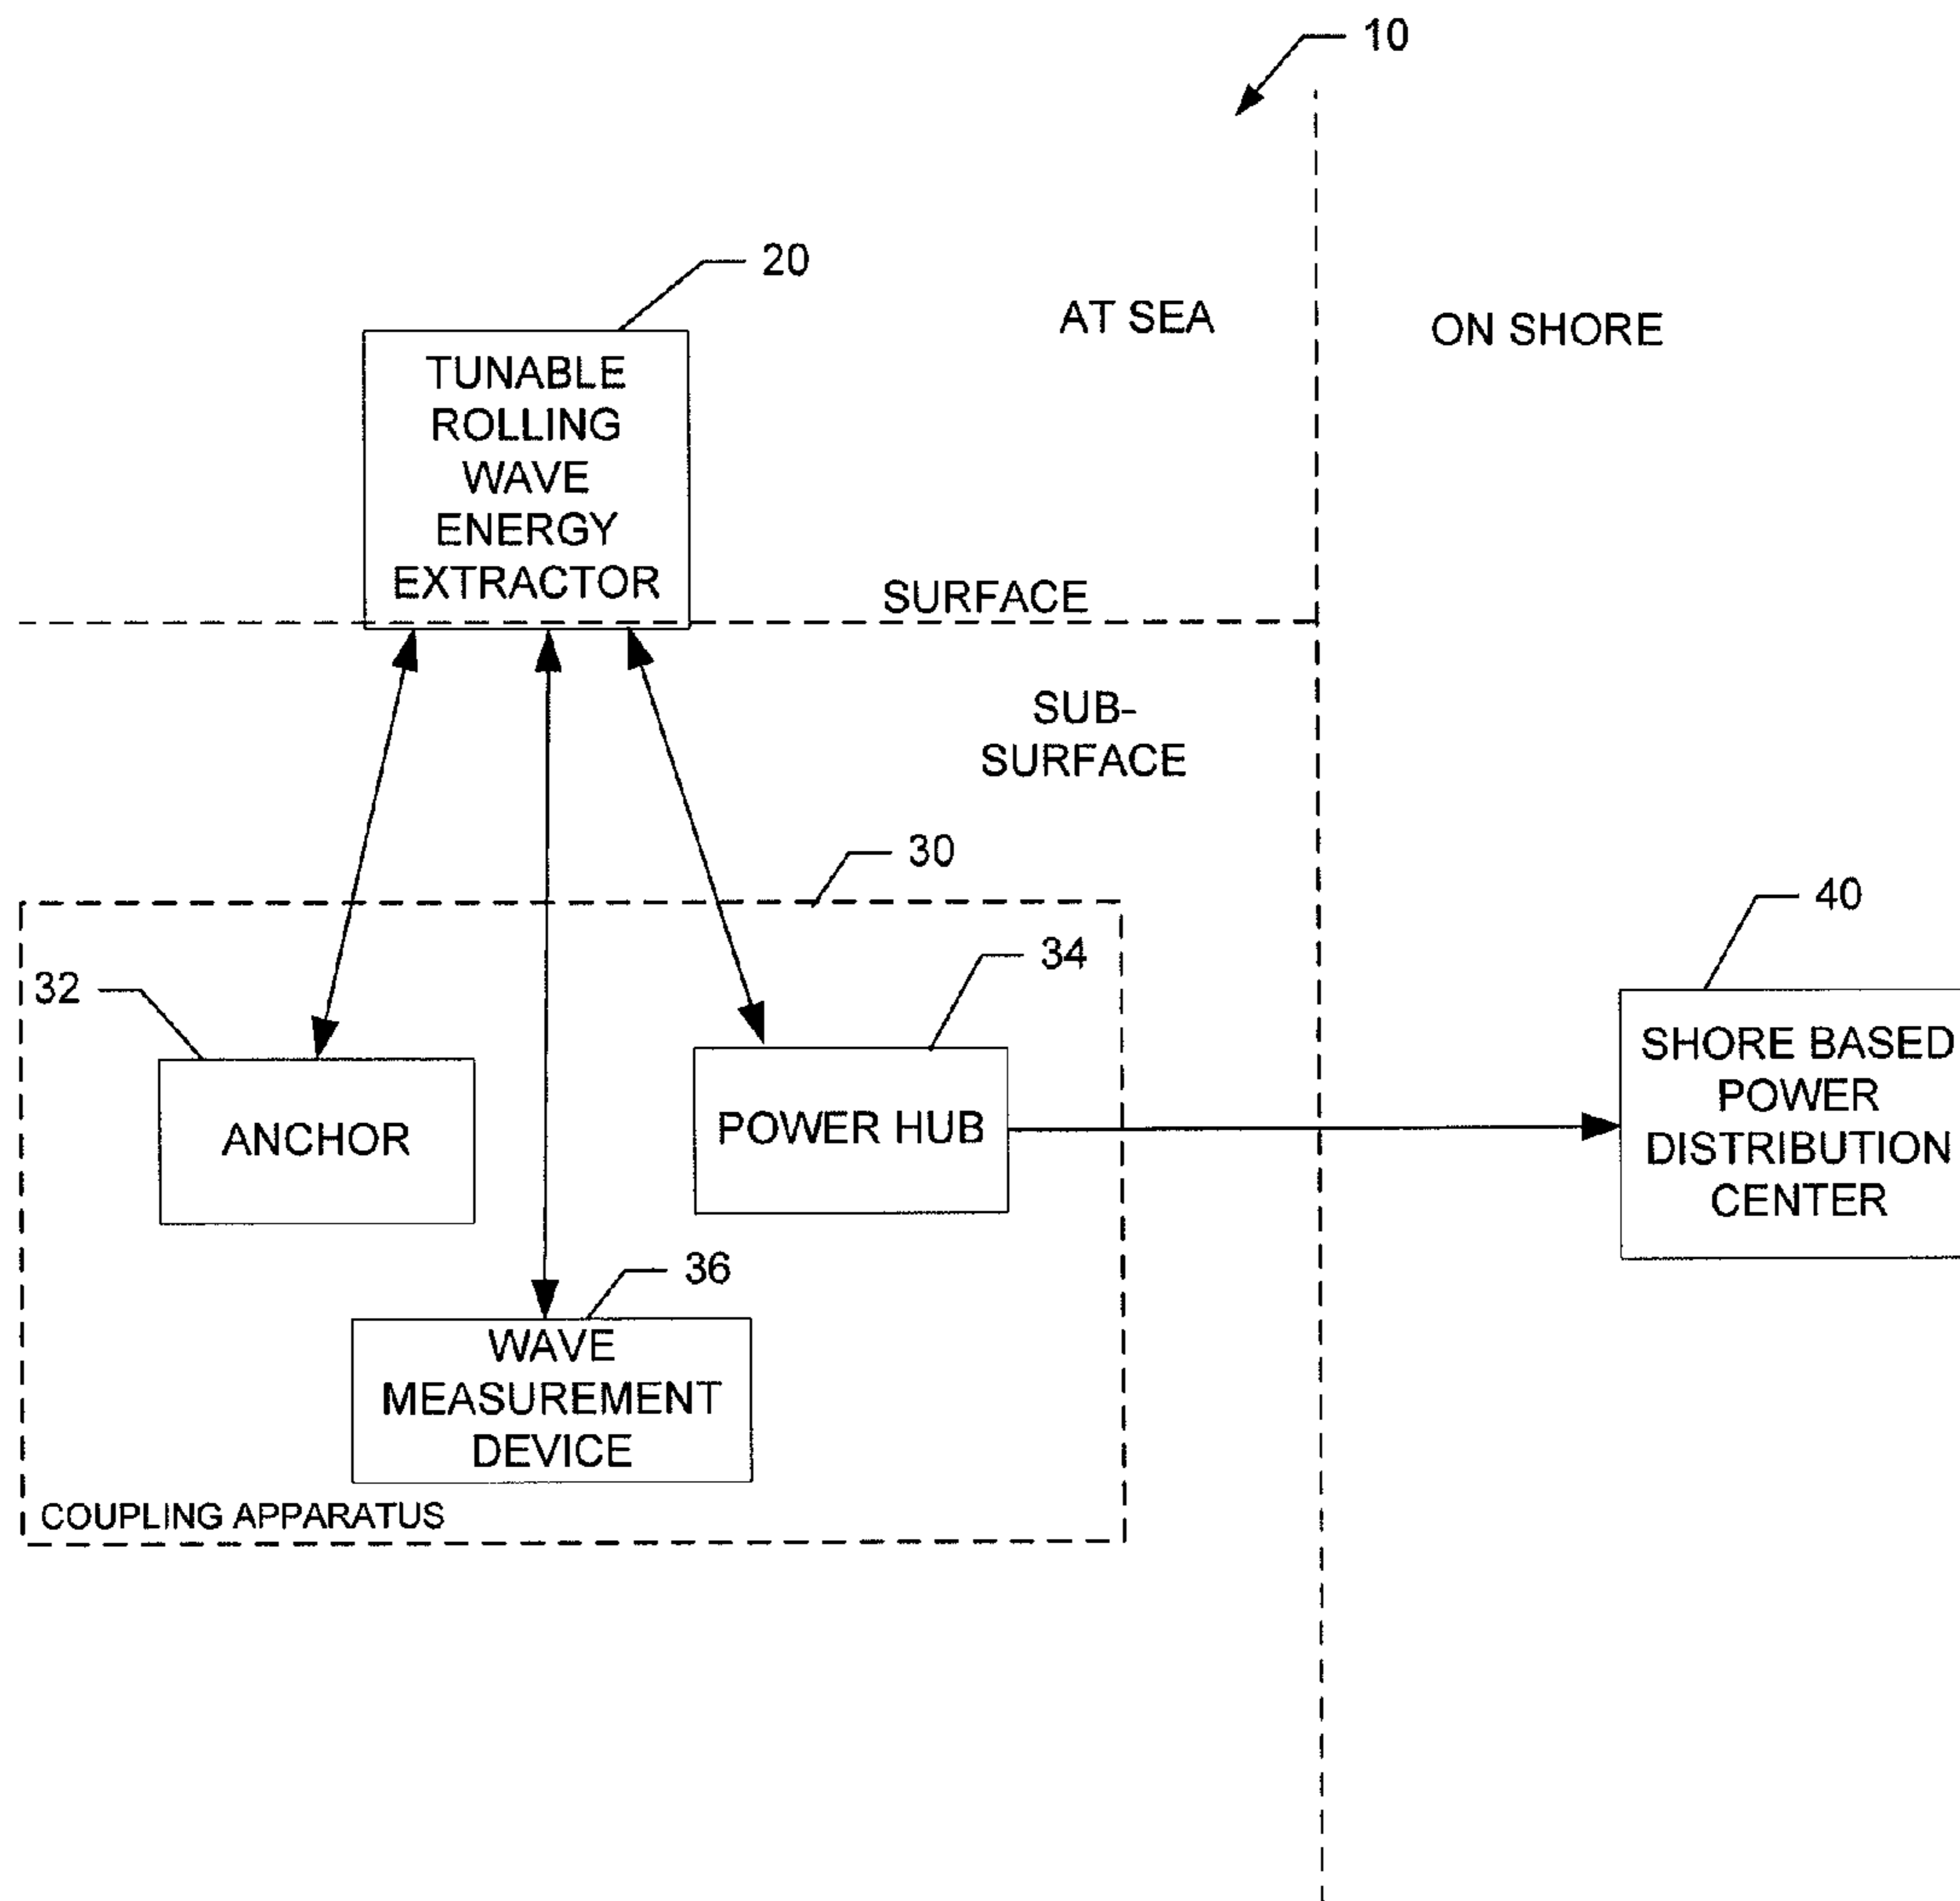 10
20
AT SEA
ON SHORE
TUNABLE
ROLLING
WAVE
ENERGY
EXTRACTOR
SURFACE
SUB-
SURFACE
30
40
34
32
SHORE BASED
POWER
DISTRIBUTION
CENTER
ANCHOR
POWER HUB
36
WAVE
MEASUREMENT
DEVICE
COUPLING APPARATUS